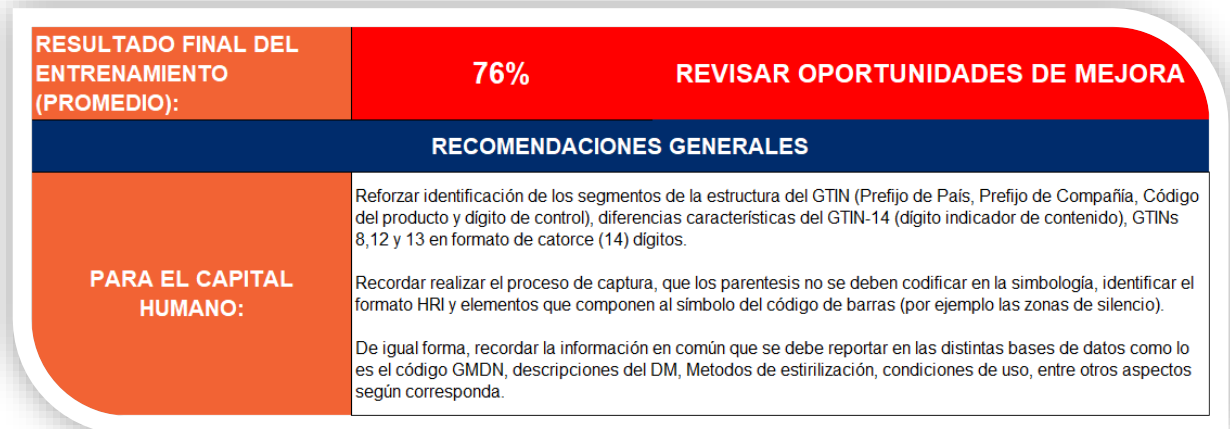 RESULTADO FINAL DEL
ENTRENAMIENTO
(PROMEDIO):
76%
REVISAR OPORTUNIDADES DE MEJORA
RECOMENDACIONES GENERALES
PARA EL CAPITAL
HUMANO:
Reforzar identificación de los segmentos de la estructura del GTIN (Prefijo de País, Prefijo de Compañía, Código
del producto y dígito de control), diferencias características del GTIN-14 (dígito indicador de contenido), GTINs
8,12 y 13 en formato de catorce (14) dígitos.
Recordar realizar el proceso de captura, que los parentesis no se deben codificar en la simbología, identificar el
formato HRI y elementos que componen al símbolo del código de barras (por ejemplo las zonas de silencio).
De igual forma, recordar la información en común que se debe reportar en las distintas bases de datos como lo
es el código GMDN, descripciones del DM, Metodos de estirilización, condiciones de uso, entre otros aspectos
según corresponda.